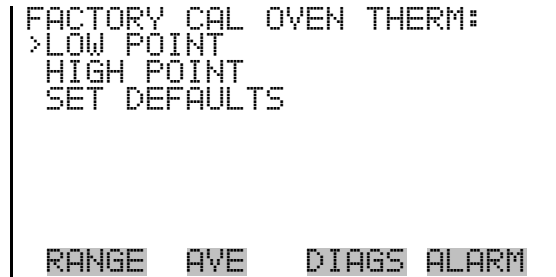 FACTORY CAL OVEN THERM:
>LOW POINT
HIGH POINT
SET DEFAULTS
RANGE AVE DIAGS ALARM